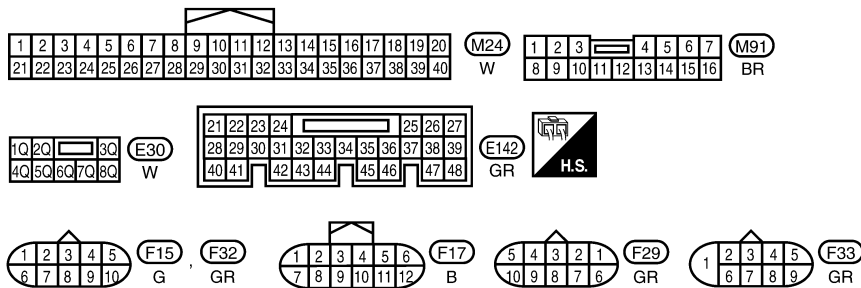 1 2 3 4 5 6 7 8 9 10 11 12 13 14 15 16 17 18 19 20
21 22 23 24 25 26 27 28 29 30 31 32 33 34 35 36 37 38 39 40
M24
W
1 2 3 4 5 6 7
8 9 10 11 12 13 14 15 16
M91
BR
1Q 2Q 3Q
4Q 5Q 6Q 7Q 8Q
E30
W
21 22 23 24 25 26 27
28 29 30 31 32 33 34 35 36 37 38 39
40 41 42 43 44 45 46 47 48
E142
GR
H.S.
1 2 3 4 5
6 7 8 9 10
F15
G
,
F32
GR
1 2 3 4 5 6
7 8 9 10 11 12
F17
B
5 4 3 2 1
10 9 8 7 6
F29
GR
1 2 3 4 5
6 7 8 9
F33
GR